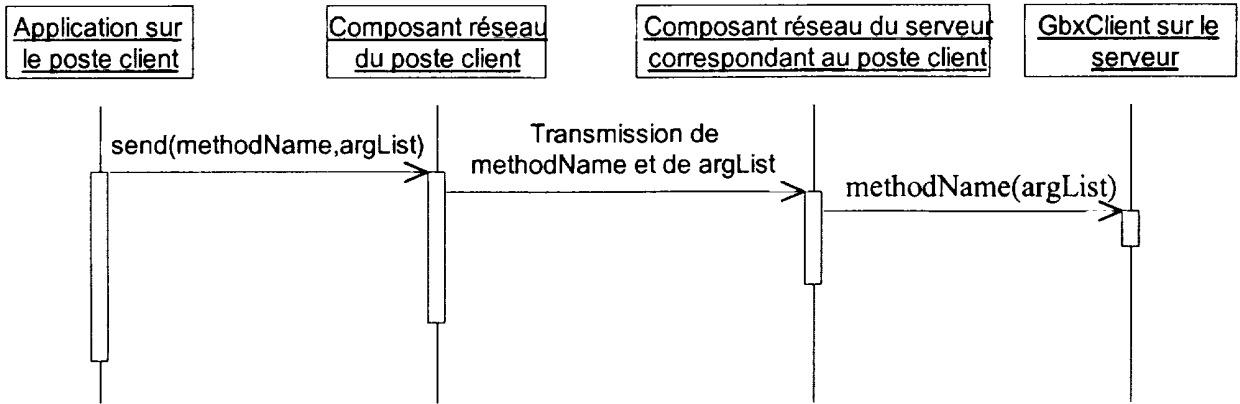 Application sur
le poste client
Composant réseau
du poste client
Composant réseau du serveur
correspondant au poste client
GbxClient sur le
serveur
send(methodName,argList)
Transmission de
methodName et de argList
methodName(argList)